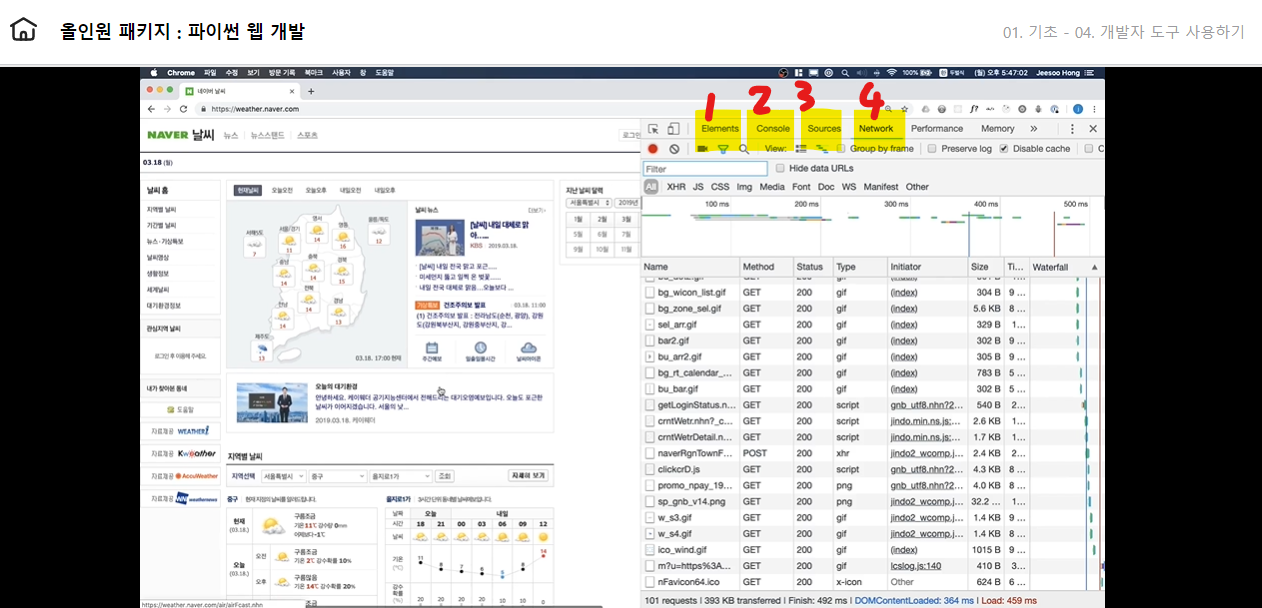 올인원 패키지 : 파이썬 웹 개발
01. 기초 - 04. 개발자 도구 사용하기
Chrome 파일 수정 보기 방문 기록 북마크 사용자 창 도움말
100% 두벌식 (월) 오후 5:47:02 Jeesoo Hong
네이버 날씨
https://weather.naver.com
1 2 3 4
NAVER 날씨 뉴스 뉴스스탠드 스포츠
로그인
Elements Console Sources Network Performance Memory
View: Group by frame Preserve log Disable cache
Filter Hide data URLs
All XHR JS CSS Img Media Font Doc WS Manifest Other
100 ms 200 ms 300 ms 400 ms 500 ms
03.18 (월)
날씨 홈
지역별 날씨
기간별 날씨
뉴스·기상특보
날씨영상
생활정보
세계날씨
대기환경정보
관심지역 날씨
로그인 후 이용해 주세요.
내가 찾아본 동네
도움말
자료제공 WEATHERi
자료제공 Kweather
자료제공 AccuWeather
자료제공 weathernews
현재날씨 오늘오전 오늘오후 내일오전 내일오후
서해5도 7
서울/경기 11
영서 14
영동 16
울릉/독도 12
충남 14
충북 14
경북 15
전북 14
전남 14
경남 13
제주도 13
03.18. 17:00 현재
날씨 뉴스 더보기
[날씨] 내일 대체로 맑
아……
KBS 2019.03.18.
[날씨] 내일 전국 맑고 포근…..
미세먼지 뚫고 일찍 온 벚꽃……
내일 전국 대체로 맑음…오늘보다 ..
기상특보 건조주의보 발표 03.18. 11:00
(1) 건조주의보 발표 : 전라남도(순천, 광양), 강원
도(강원북부산지, 강원중부산지, 강...
주간예보 일출일몰시간 날씨아이콘
지난 날씨 달력
서울특별시 2019년
1월 2월 3월
5월 6월 7월
9월 10월 11월
오늘의 대기환경
안녕하세요. 케이웨더 공기지능센터에서 전해드리는 대기오염예보입니다. 오늘도 포근한
날씨가 이어지겠습니다. 서울의 낮...
2019.03.18. 케이웨더
지역별 날씨
지역선택 서울특별시 중구 을지로1가 조회 자세히 보기
중구 현재 지점의 날씨를 알려드립니다.
현재
(03.18.)
구름조금
기온 11℃ 강수량 0mm
어제보다 -1℃
오늘
(03.18.)
오전 구름조금
기온 2℃ 강수확률 10%
오후 구름많음
기온 14℃ 강수확률 20%
조금
을지로1가 3시간 단위 동네별 날씨예보입니다.
날짜 오늘 내일
시간 18 21 00 03 06 09 12
날씨
기온
(℃)
11 8 7 6 5 8 14
강수
확률
(%)
20 20 10 10 10 10 0
https://weather.naver.com/air/airFcast.nhn
Name Method Status Type Initiator Size Ti... Waterfall
bg_wicon_list.gif GET 200 gif (index) 304 B 9 ...
bg_zone_sel.gif GET 200 gif (index) 5.6 KB 8 ...
sel_arr.gif GET 200 gif (index) 329 B 1...
bar2.gif GET 200 gif (index) 302 B 9 ...
bu_arr2.gif GET 200 gif (index) 305 B 9 ...
bg_rt_calendar_... GET 200 gif (index) 783 B 5 ...
bu_bar.gif GET 200 gif (index) 302 B 5 ...
getLoginStatus.n... GET 200 script gnb_utf8.nhn?2... 540 B 2...
crntWetr.nhn?_c... GET 200 script jindo.min.ns.js:... 2.6 KB 1...
crntWetrDetail.n... GET 200 script jindo.min.ns.js:... 1.7 KB 1...
naverRgnTownF... POST 200 xhr jindo2_wcomp.j... 2.4 KB 2...
clickcrD.js GET 200 script gnb_utf8.nhn?2... 4.3 KB 8 ...
promo_npay_19... GET 200 png gnb_utf8.nhn?2... 4.0 KB 8 ...
sp_gnb_v14.png GET 200 png jindo2_wcomp.j... 32.2 ... 1...
w_s3.gif GET 200 gif jindo2_wcomp.j... 1.4 KB 9 ...
w_s4.gif GET 200 gif jindo2_wcomp.j... 1.4 KB 8 ...
ico_wind.gif GET 200 gif (index) 1015 B 9 ...
m?u=https%3A... GET 200 gif lcslog.js:140 410 B 3...
nFavicon64.ico GET 200 x-icon Other 624 B 6 ...
101 requests | 393 KB transferred | Finish: 492 ms | DOMContentLoaded: 364 ms | Load: 459 ms